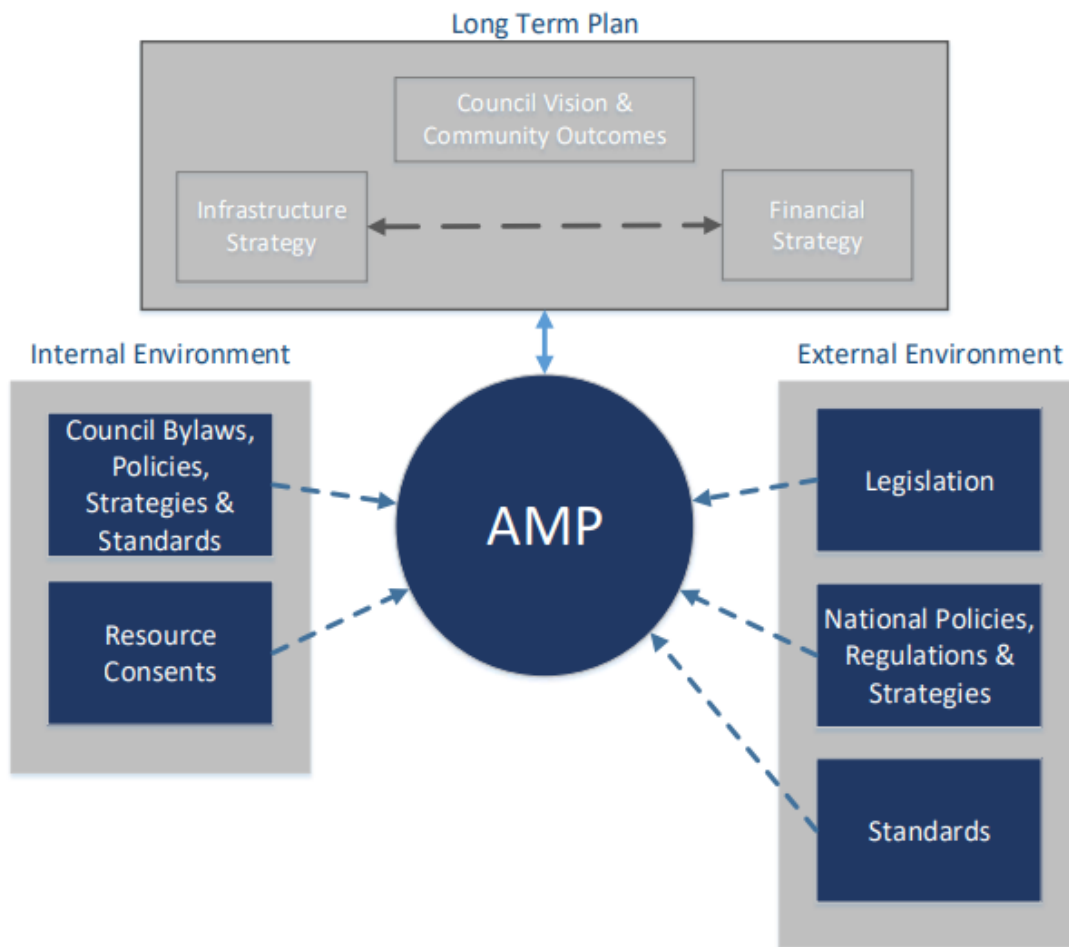 Long Term Plan
Council Vision &
Community Outcomes
Infrastructure
Strategy
Financial
Strategy
Internal Environment
External Environment
Council Bylaws,
Policies,
Strategies &
Standards
Resource
Consents
AMP
Legislation
National Policies,
Regulations &
Strategies
Standards